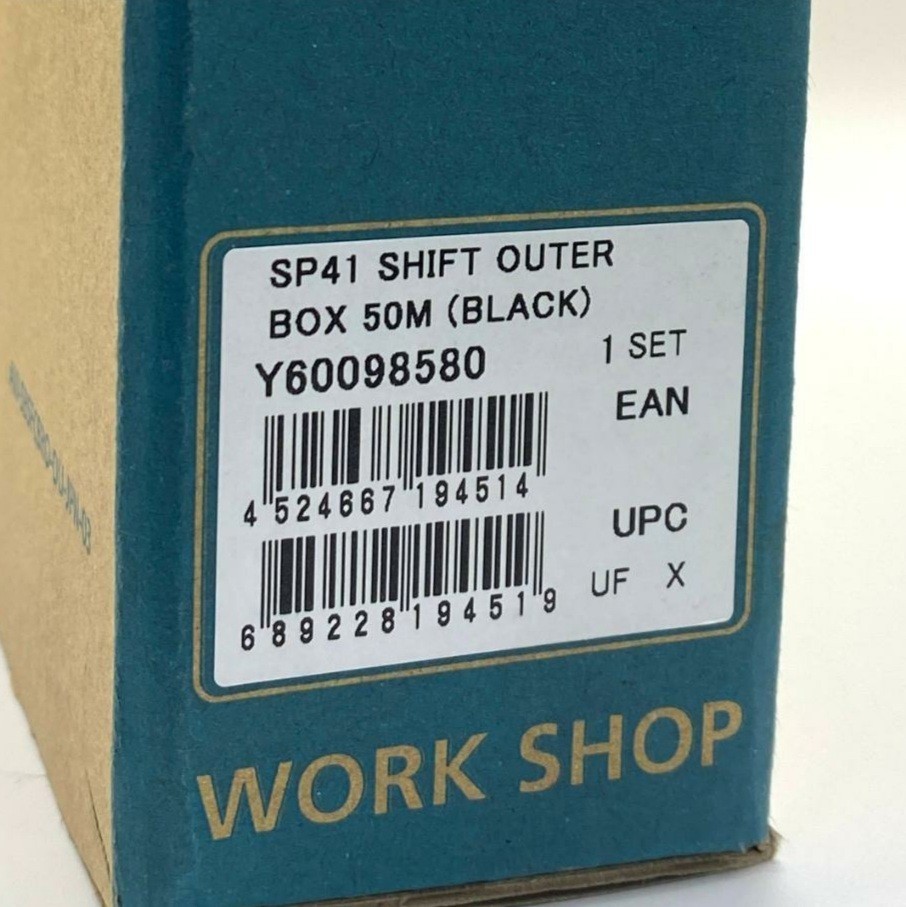 SP41 SHIFT OUTER
BOX 50M (BLACK)
Y60098580
1 SET
EAN
4 524667 194514
UPC
UF X
6 89228 19451 9
WORK SHOP